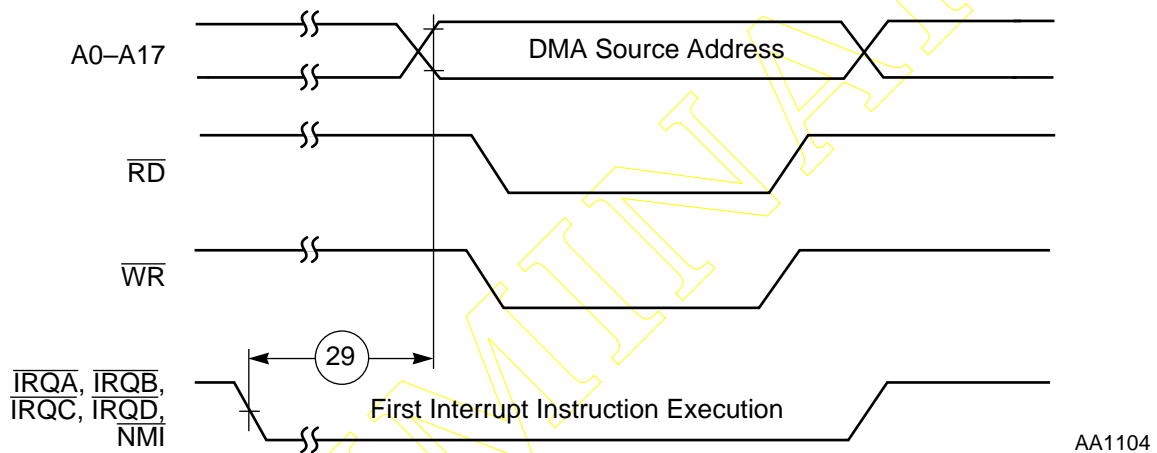 A0–A17
DMA Source Address
RD
WR
29
IRQA, IRQB,
IRQC, IRQD,
NMI
First Interrupt Instruction Execution
AA1104